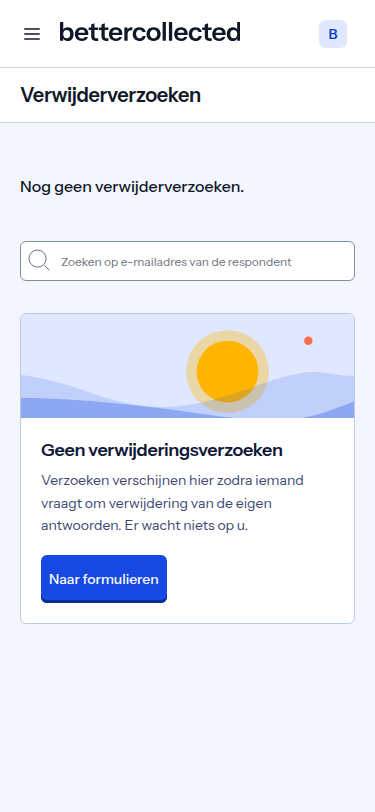 bettercollected
B
Verwijderverzoeken
Nog geen verwijderverzoeken.
Zoeken op e-mailadres van de respondent
Geen verwijderingsverzoeken
Verzoeken verschijnen hier zodra iemand
vraagt om verwijdering van de eigen
antwoorden. Er wacht niets op u.
Naar formulieren